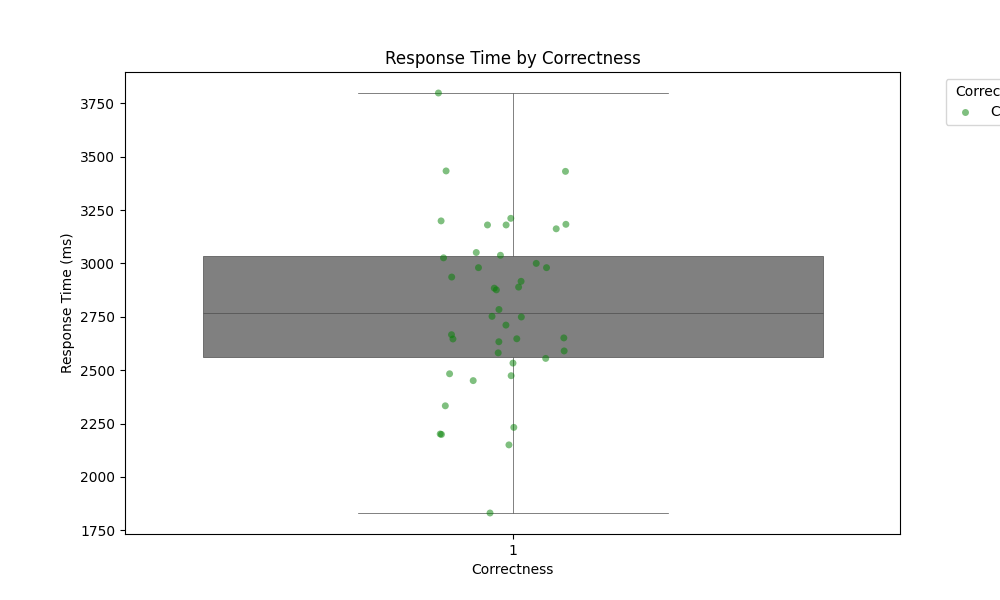 Response Time by Correctness
Correc
C
3750
3500
3250
3000
2750
2500
2250
2000
1750
Response Time (ms)
1
Correctness